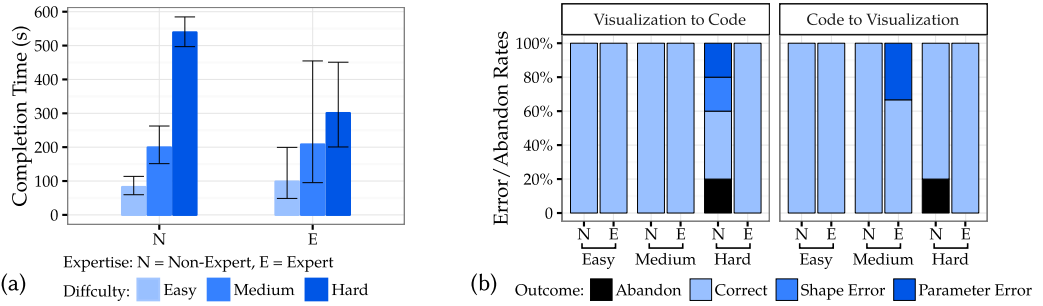 600
500
400
300
200
100
0
Completion Time (s)
N
E
Expertise: N = Non-Expert, E = Expert
(a)
Diffculty:
Easy
Medium
Hard
Visualization to Code
Code to Visualization
100%
80%
60%
40%
20%
0
Error/Abandon Rates
N E N E N E N E N E N E
Easy Medium Hard Easy Medium Hard
(b)
Outcome: Abandon Correct Shape Error Parameter Error